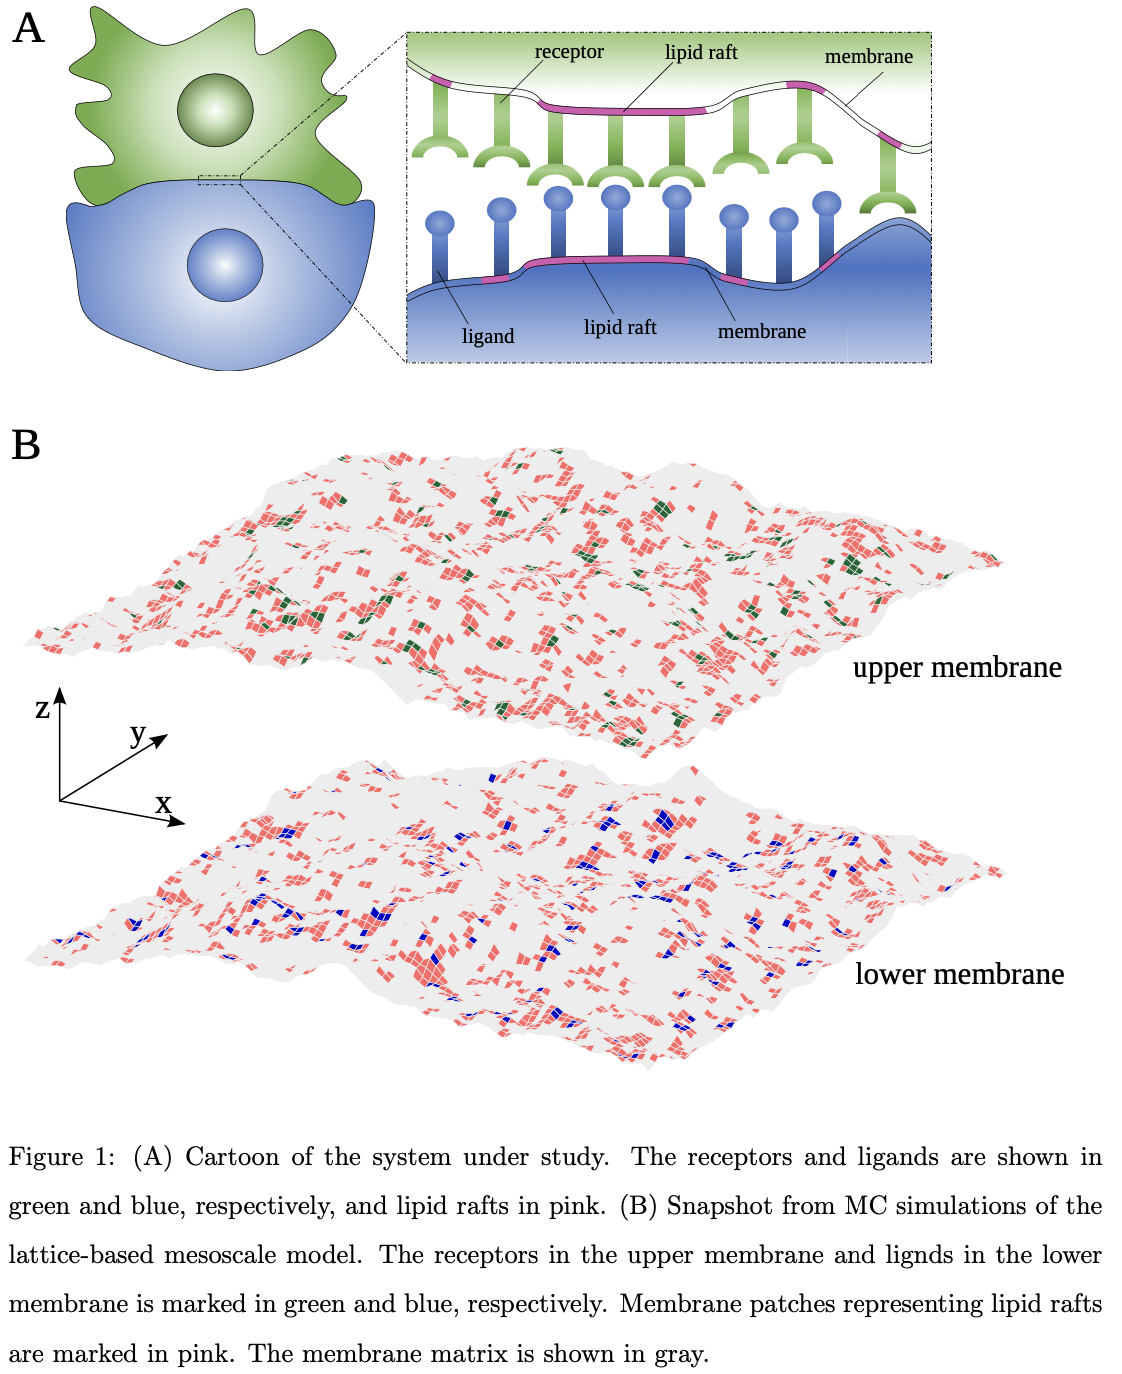 A
receptor
lipid raft
membrane
ligand
lipid raft
membrane
B
upper membrane
z
y
x
lower membrane
Figure 1: (A) Cartoon of the system under study. The receptors and ligands are shown in
green and blue, respectively, and lipid rafts in pink. (B) Snapshot from MC simulations of the
lattice-based mesoscale model. The receptors in the upper membrane and lignds in the lower
membrane is marked in green and blue, respectively. Membrane patches representing lipid rafts
are marked in pink. The membrane matrix is shown in gray.